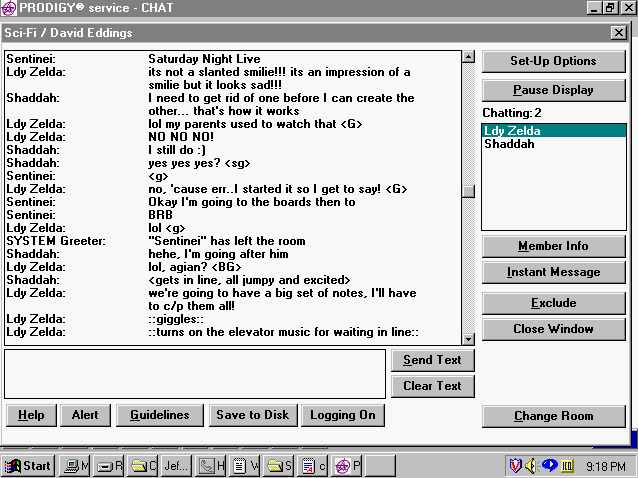 PRODIGY® service - CHAT
Sci-Fi / David Eddings
Sentinei: Saturday Night Live
Ldy Zelda: its not a slanted smilie!!! its an impression of a
smilie but it looks sad!!!
Shaddah: I need to get rid of one before I can create the
other... that's how it works
Ldy Zelda: lol my parents used to watch that <G>
Ldy Zelda: NO NO NO!
Shaddah: I still do :)
Shaddah: yes yes yes? <sg>
Sentinei: <g>
Ldy Zelda: no, 'cause err..I started it so I get to say! <G>
Sentinei: Okay I'm going to the boards then to
Sentinei: BRB
Ldy Zelda: lol <g>
SYSTEM Greeter: "Sentinei" has left the room
Shaddah: hehe, I'm going after him
Ldy Zelda: lol, agian? <BG>
Shaddah: <gets in line, all jumpy and excited>
Ldy Zelda: we're going to have a big set of notes, I'll have
to c/p them all!
Ldy Zelda: ::giggles::
Ldy Zelda: ::turns on the elevator music for waiting in line::
Set-Up Options
Pause Display
Chatting: 2
Ldy Zelda
Shaddah
Member Info
Instant Message
Exclude
Close Window
Send Text
Clear Text
Help Alert Guidelines Save to Disk Logging On Change Room
Start M R C Jef... H V S c P 9:18 PM